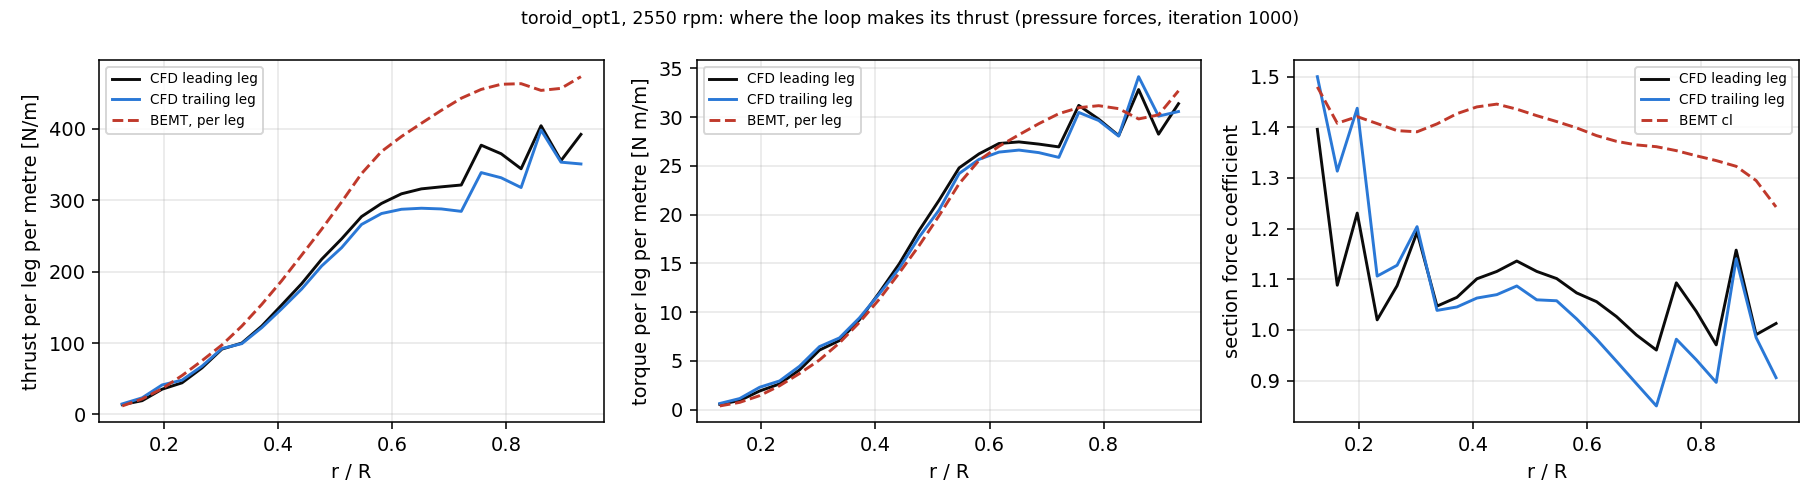 toroid_opt1, 2550 rpm: where the loop makes its thrust (pressure forces, iteration 1000)
thrust per leg per metre [N/m]
400
300
200
100
0
CFD leading leg
CFD trailing leg
BEMT, per leg
0.2 0.4 0.6 0.8
r / R
torque per leg per metre [N m/m]
35
30
25
20
15
10
5
0
CFD leading leg
CFD trailing leg
BEMT, per leg
0.2 0.4 0.6 0.8
r / R
section force coefficient
1.5
1.4
1.3
1.2
1.1
1.0
0.9
CFD leading leg
CFD trailing leg
BEMT cl
0.2 0.4 0.6 0.8
r / R